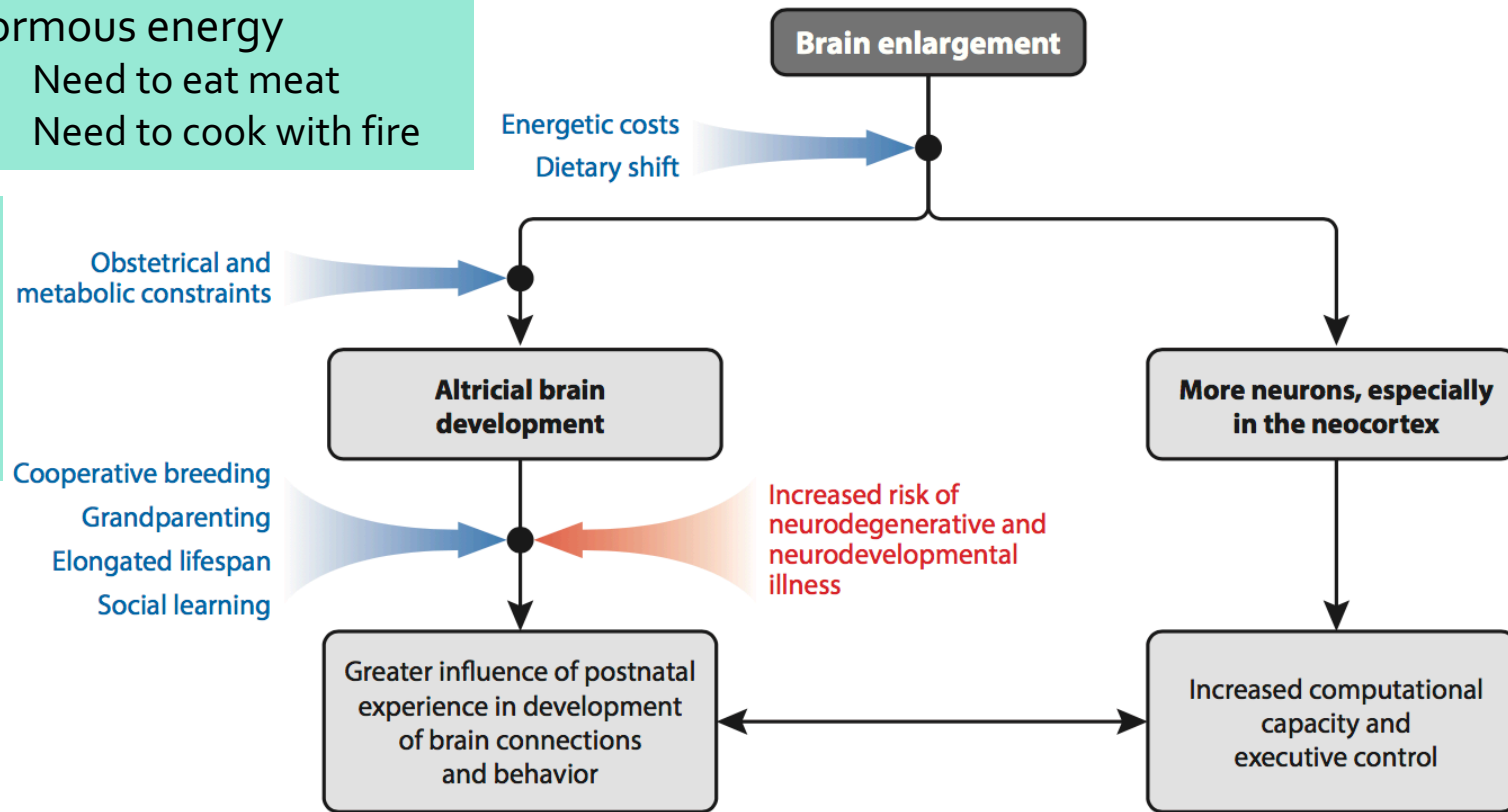 Need to eat meat
Need to cook with fire
energy
Brain enlargement
Energetic costs
Dietary shift
Obstetrical and
metabolic constraints
Altricial brain
development
More neurons, especially
in the neocortex
Cooperative breeding
Grandparenting
Elongated lifespan
Social learning
Increased risk of
neurodegenerative and
neurodevelopmental
illness
Greater influence of postnatal
experience in development
of brain connections
and behavior
Increased computational
capacity and
executive control